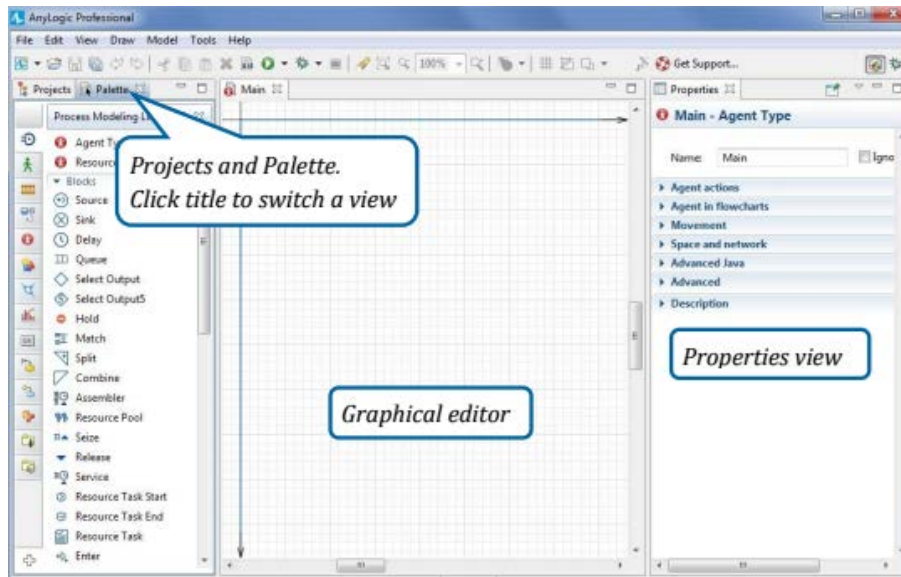 AnyLogic Professional
File Edit View Draw Model Tools Help
100%
Get Support...
Projects Palette
Main
Properties
Process Modeling
Main - Agent Type
Agent
Resource
Projects and Palette.
Click title to switch a view
Name: Main
Blocks
Source
Sink
Delay
Queue
Select Output
Select Output5
Hold
Match
Split
Combine
Assembler
Resource Pool
Seize
Release
Service
Resource Task Start
Resource Task End
Resource Task
Enter
Graphical editor
Agent actions
Agent in flowcharts
Movement
Space and network
Advanced Java
Advanced
Description
Properties view